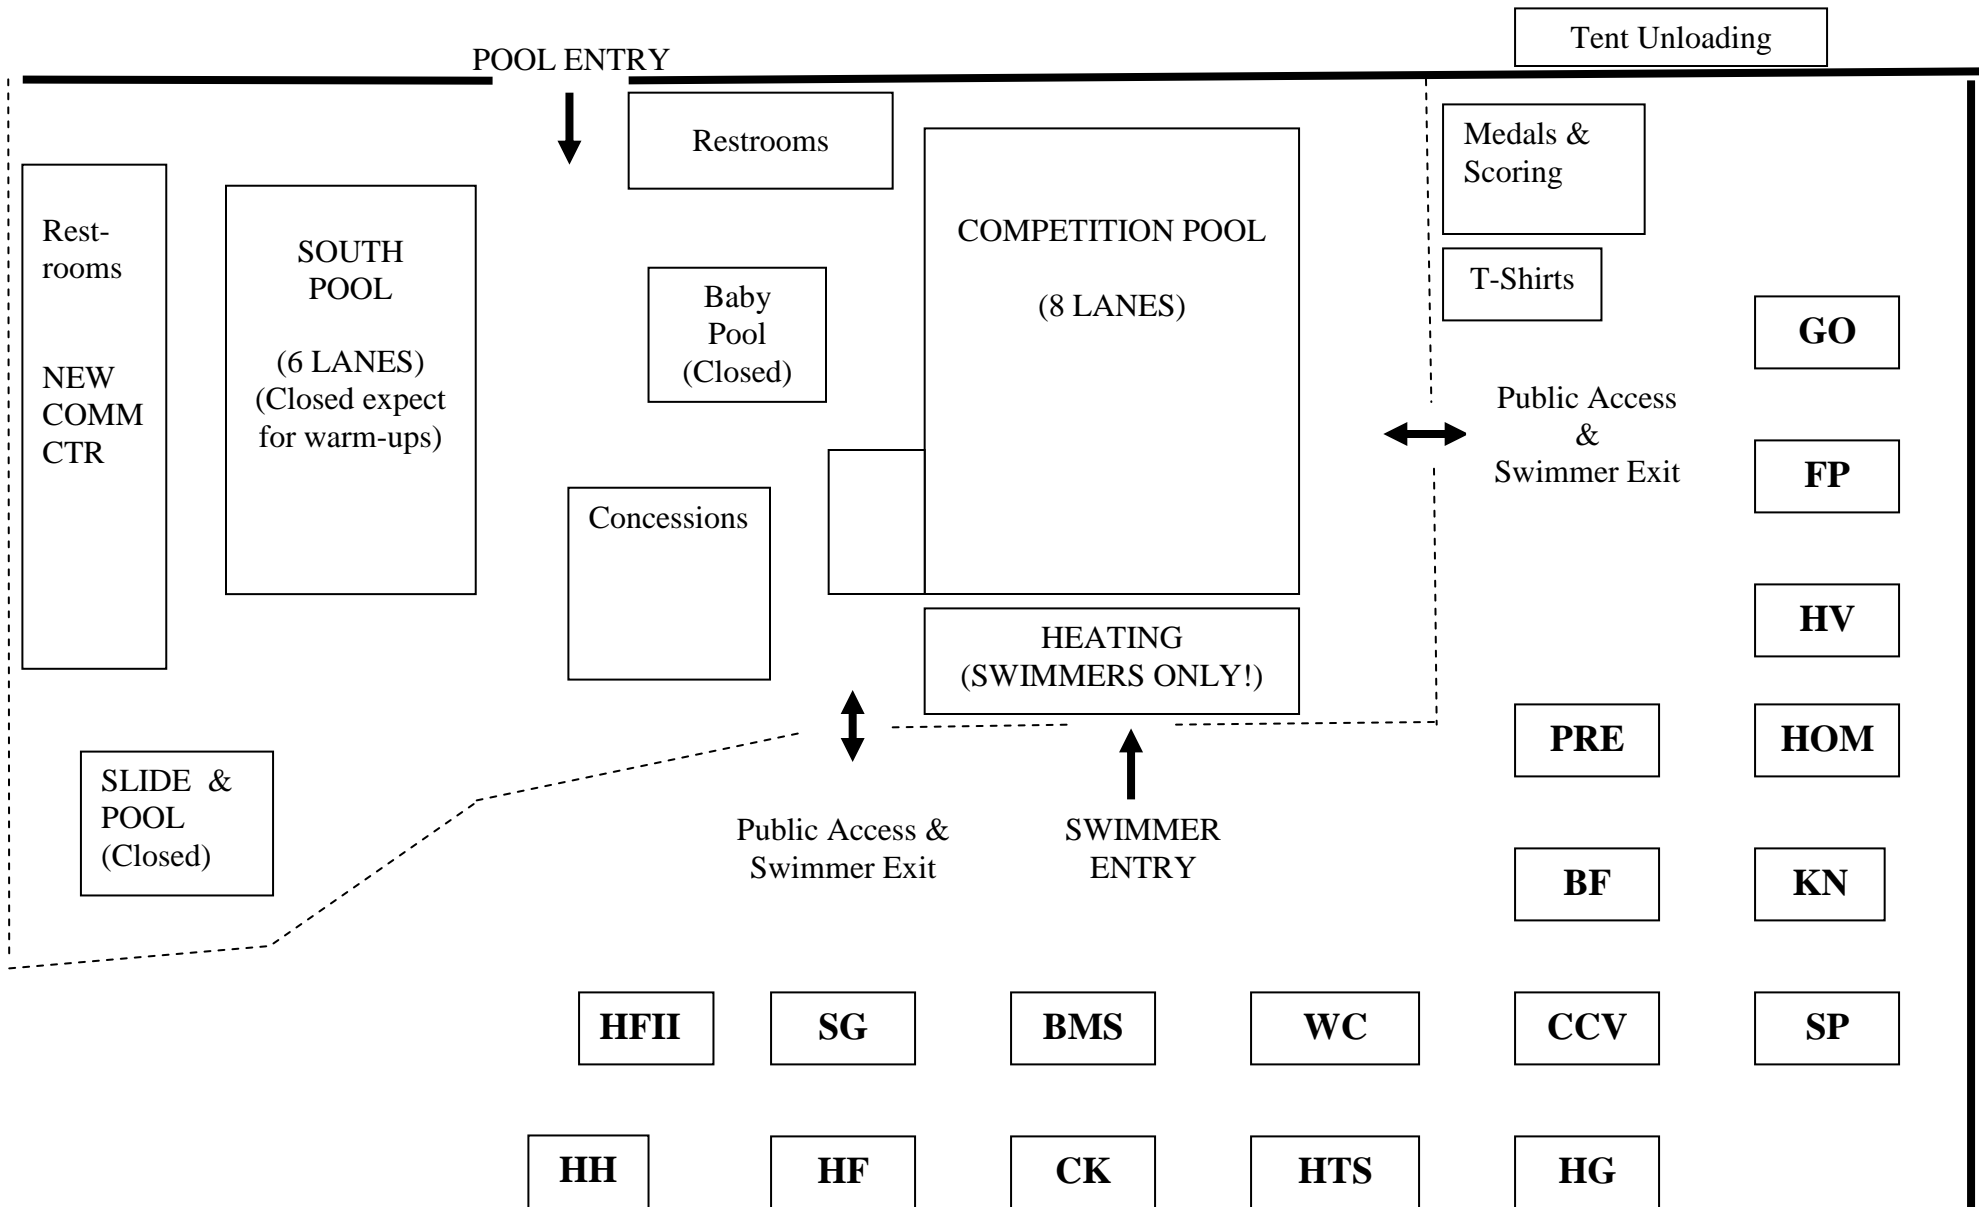 Tent Unloading
POOL ENTRY
Restrooms
Medals &
Scoring
Rest-
rooms
NEW
COMM
CTR
SOUTH
POOL
(6 LANES)
(Closed expect
for warm-ups)
Baby
Pool
(Closed)
COMPETITION POOL
(8 LANES)
T-Shirts
GO
Public Access
&
Swimmer Exit
FP
Concessions
HV
HEATING
(SWIMMERS ONLY!)
PRE
HOM
SLIDE &
POOL
(Closed)
Public Access &
Swimmer Exit
SWIMMER
ENTRY
BF
KN
HFII
SG
BMS
WC
CCV
SP
HH
HF
CK
HTS
HG